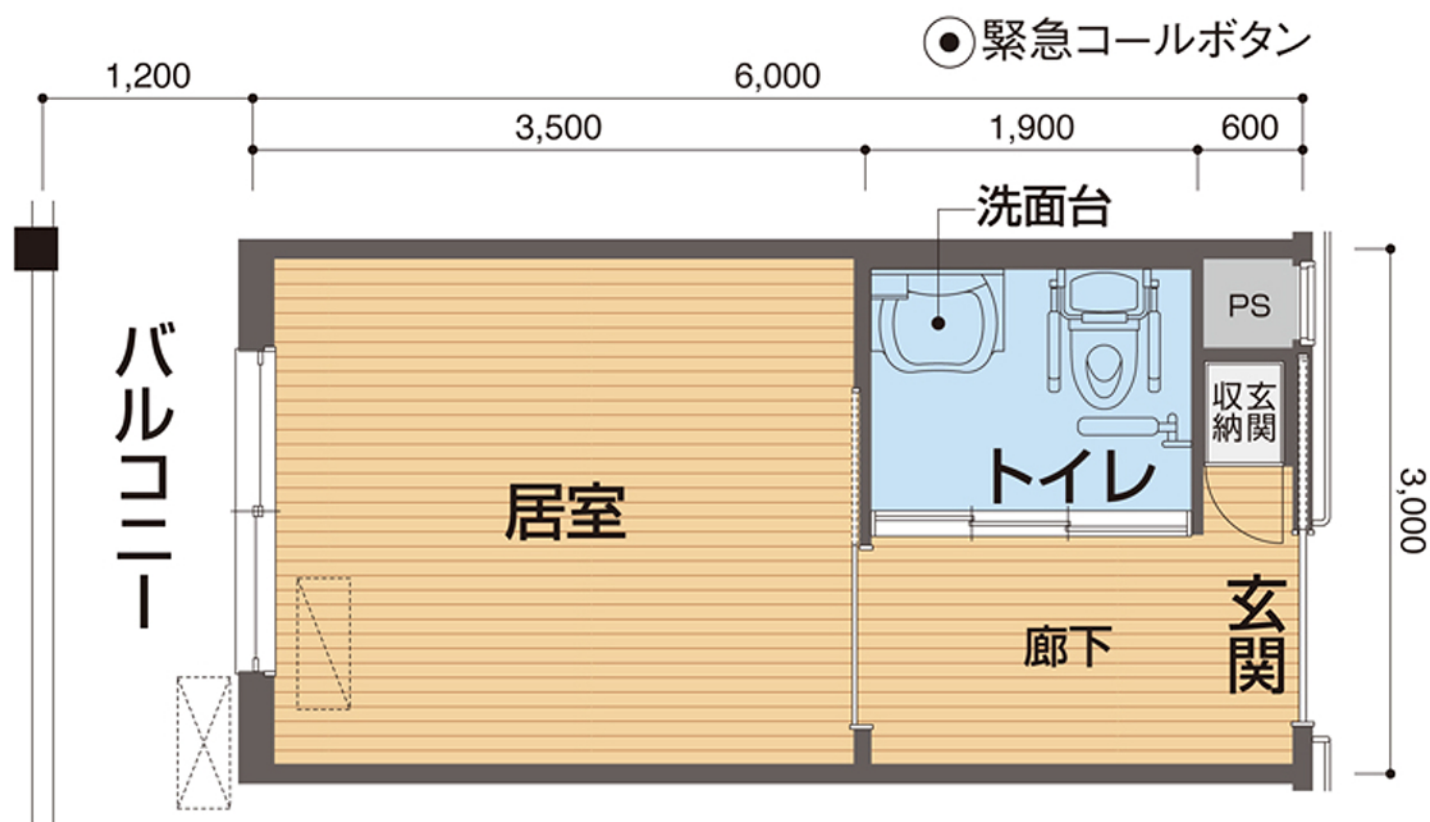 緊急コールボタン
1,200
6,000
3,500
1,900
600
洗面台
PS
玄関
収納
バルコニー
居室
トイレ
3,000
廊下
玄関